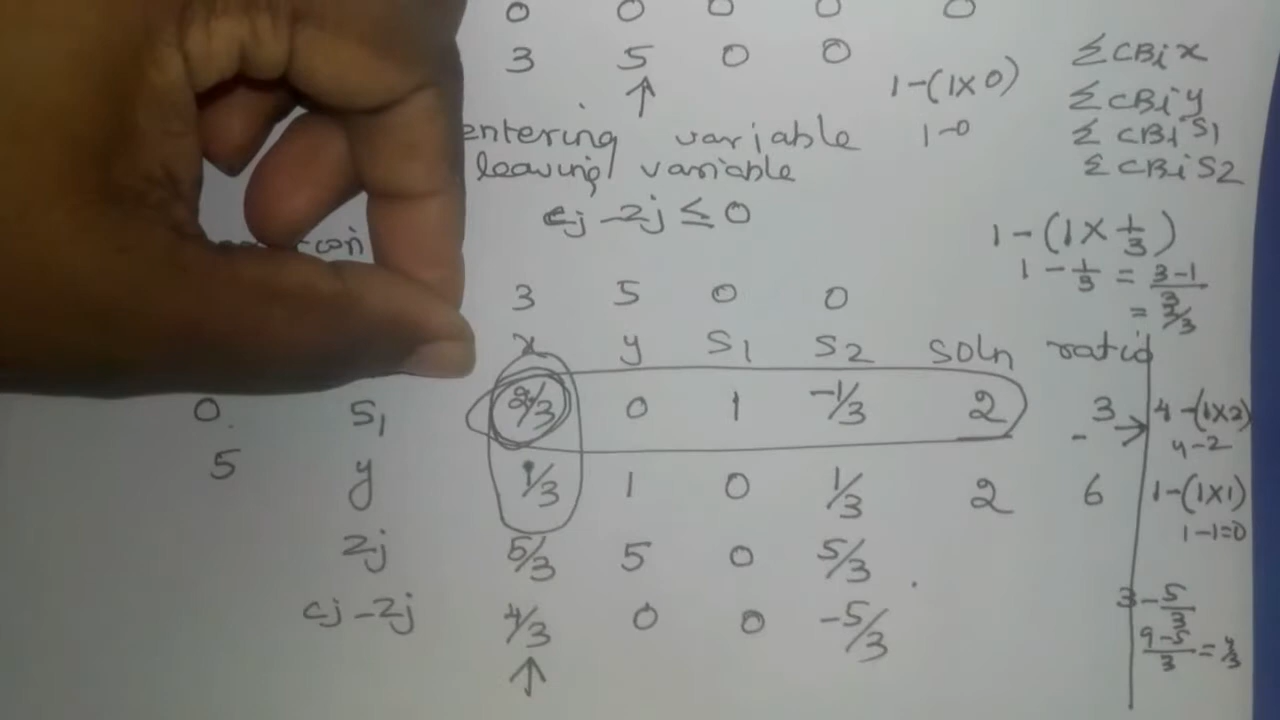 0 0 0 0 0
3 5 0 0
↑
entering variable
leaving variable
cj - zj ≤ 0
1-(1×0)
1-0
ΣCBi x
ΣCBi y
ΣCBi S1
ΣCBi S2
1-(1×1/3)
1-1/3 = 3-1/3
= 2/3
3 5 0 0
x y S1 S2 soln ratio
0 S1 2/3 0 1 -1/3 2 3 →
5 y 1/3 1 0 1/3 2 6
zj 5/3 5 0 5/3
cj-zj 4/3 0 0 -5/3
↑
4-(1×2)
4-2
1-(1×1)
1-1=0
3-5/3
9-5/3 = 4/3